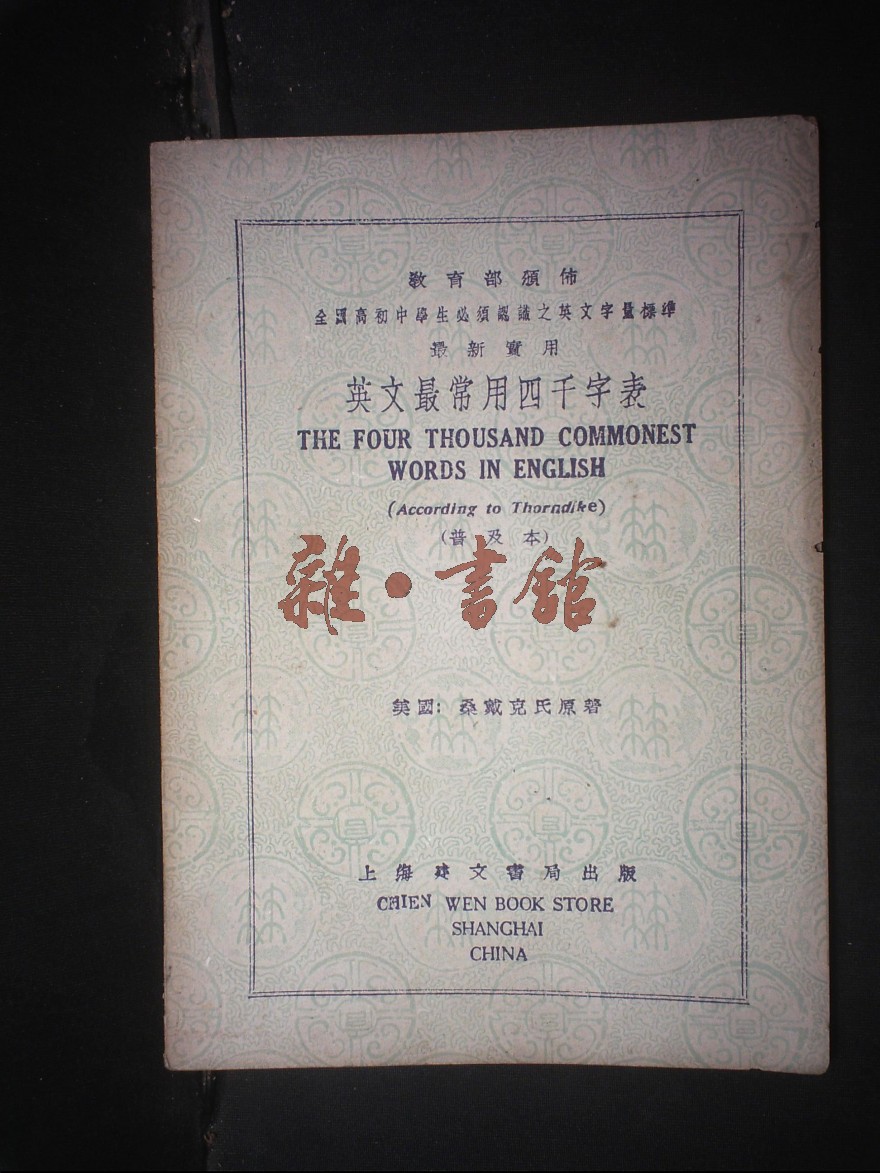 教育部頒佈
全國高初中學生必須認識之英文字量標準
最新實用
英文最常用四千字表
THE FOUR THOUSAND COMMONEST
WORDS IN ENGLISH
(According to Thorndike)
(普及本)
雜·書館
美國：桑戴克氏原著
上海建文書局出版
CHIEN WEN BOOK STORE
SHANGHAI
CHINA